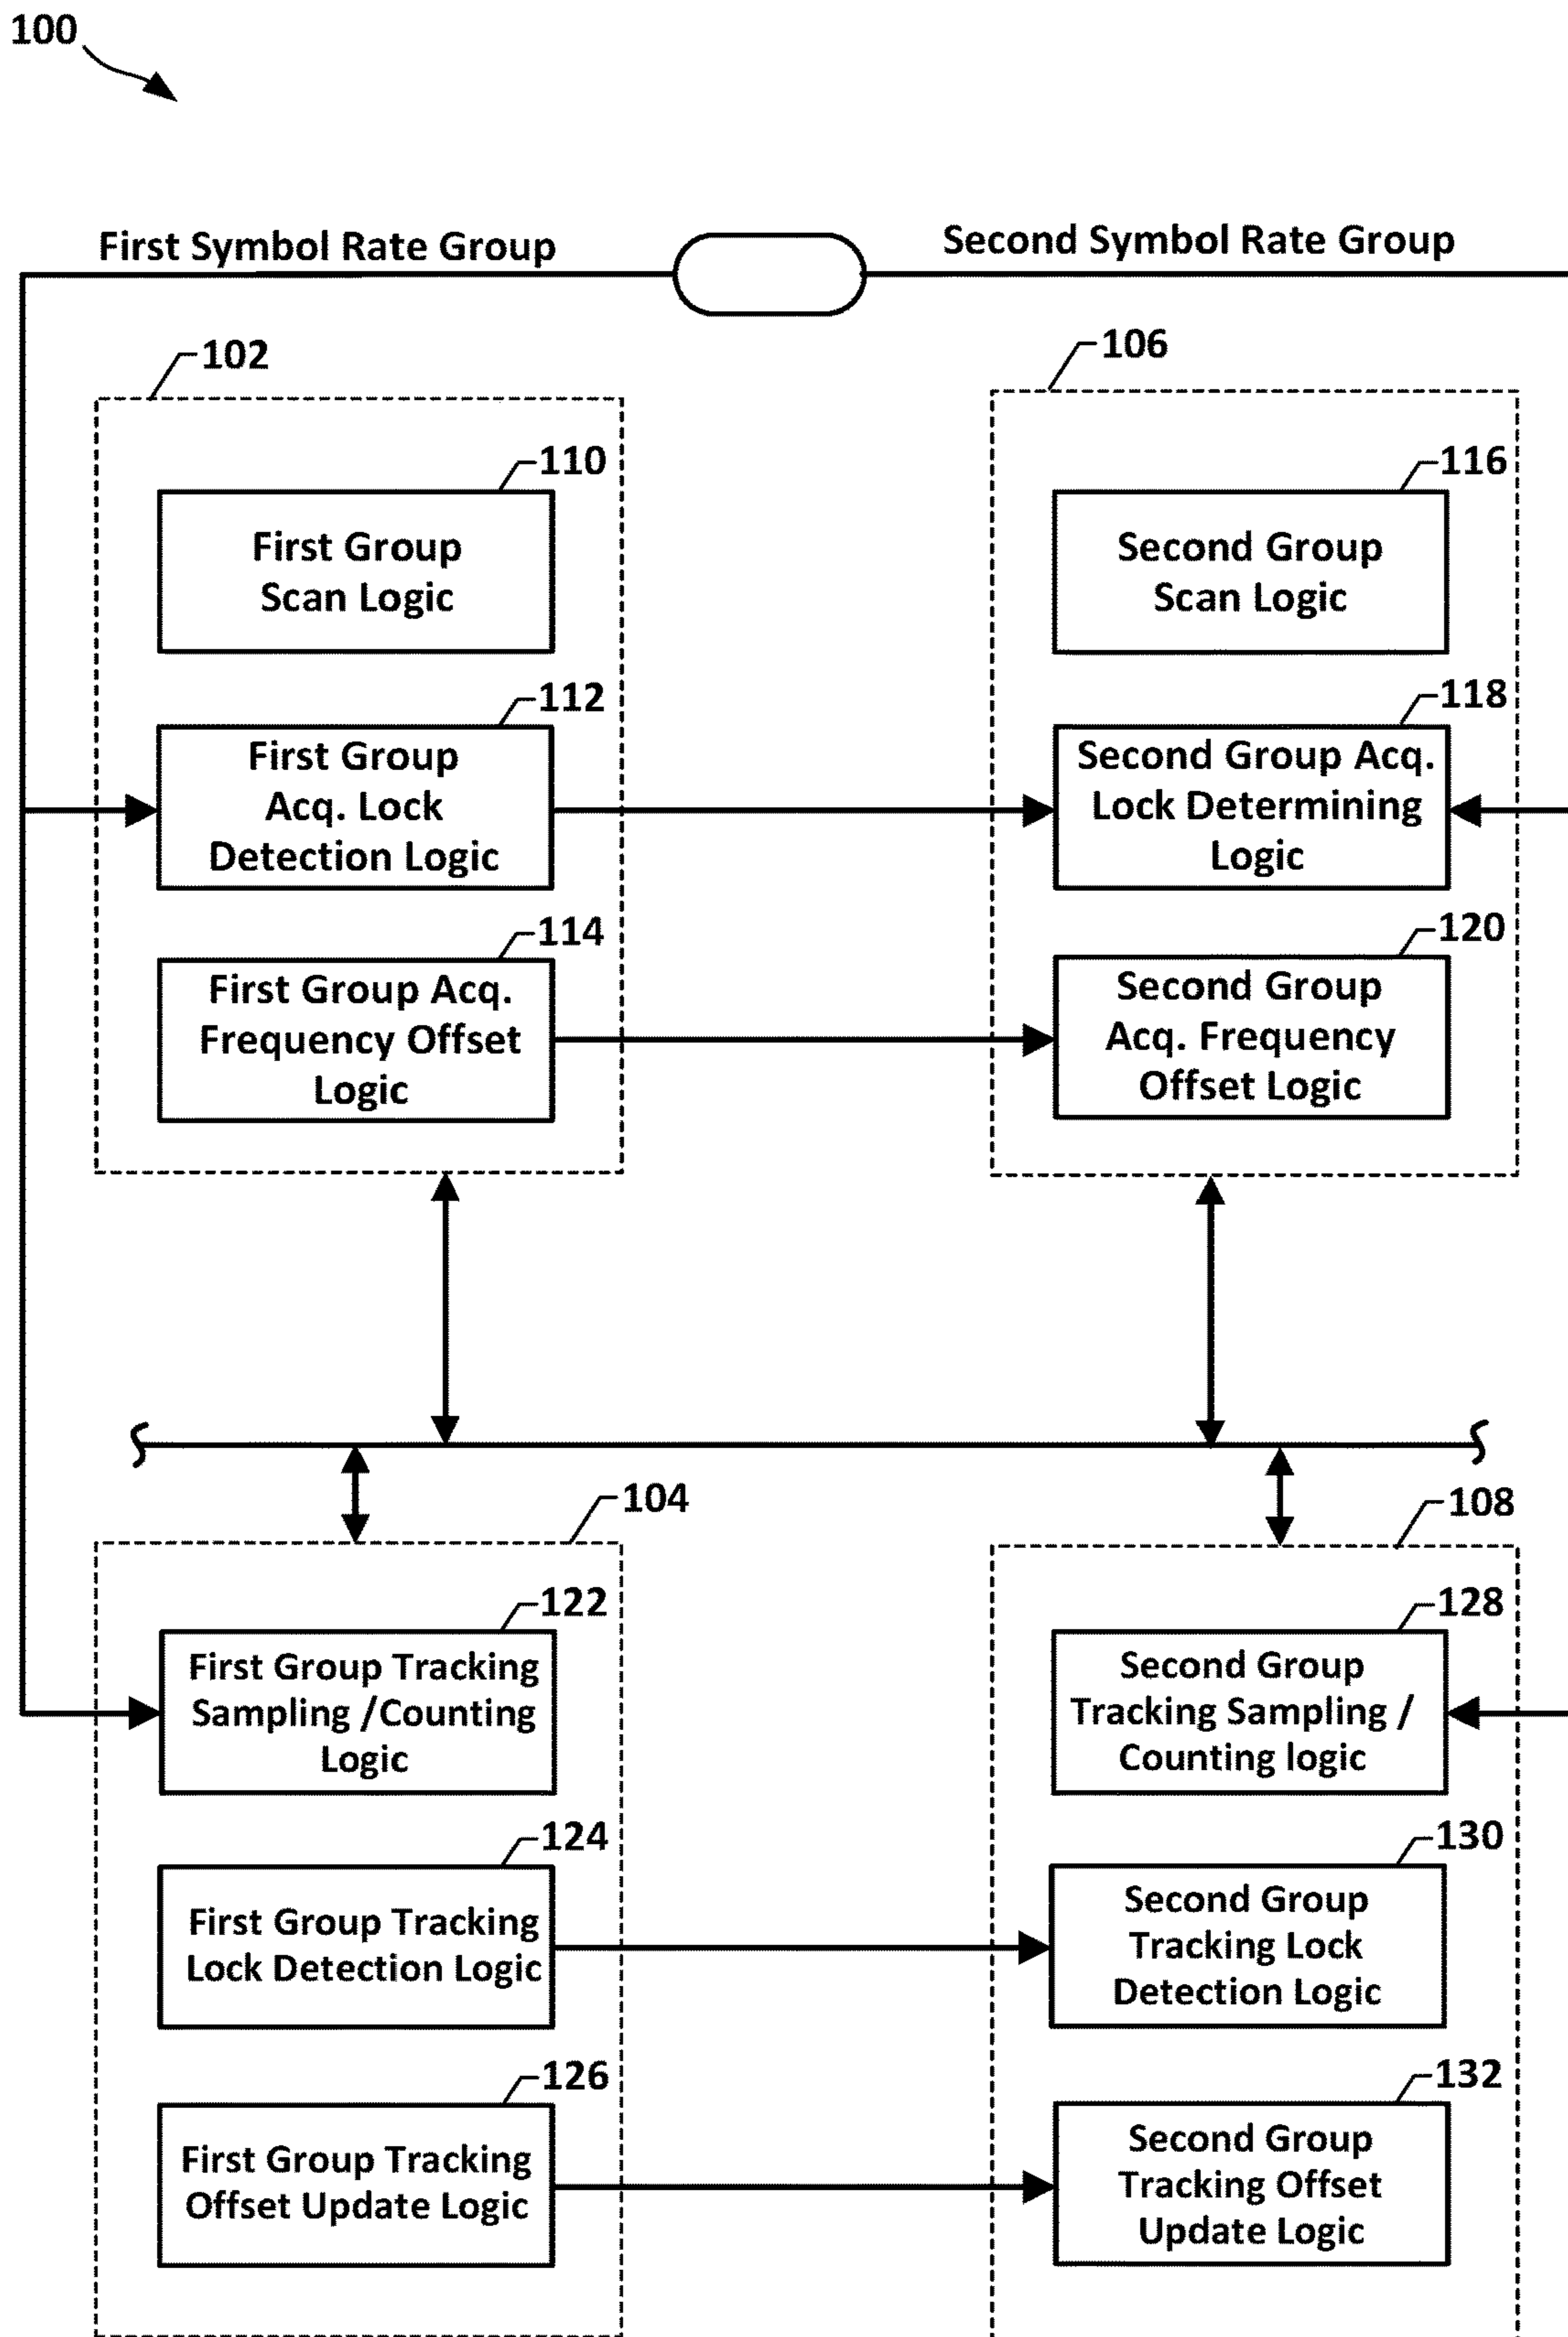 100
First Symbol Rate Group
Second Symbol Rate Group
102
106
110
First Group
Scan Logic
116
Second Group
Scan Logic
112
First Group
Acq. Lock
Detection Logic
118
Second Group Acq.
Lock Determining
Logic
114
First Group Acq.
Frequency Offset
Logic
120
Second Group
Acq. Frequency
Offset Logic
104
108
122
First Group Tracking
Sampling /Counting
Logic
128
Second Group
Tracking Sampling /
Counting logic
124
First Group Tracking
Lock Detection Logic
130
Second Group
Tracking Lock
Detection Logic
126
First Group Tracking
Offset Update Logic
132
Second Group
Tracking Offset
Update Logic